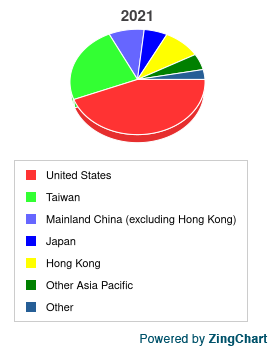 2021
United States
Taiwan
Mainland China (excluding Hong Kong)
Japan
Hong Kong
Other Asia Pacific
Other
Powered by ZingChart